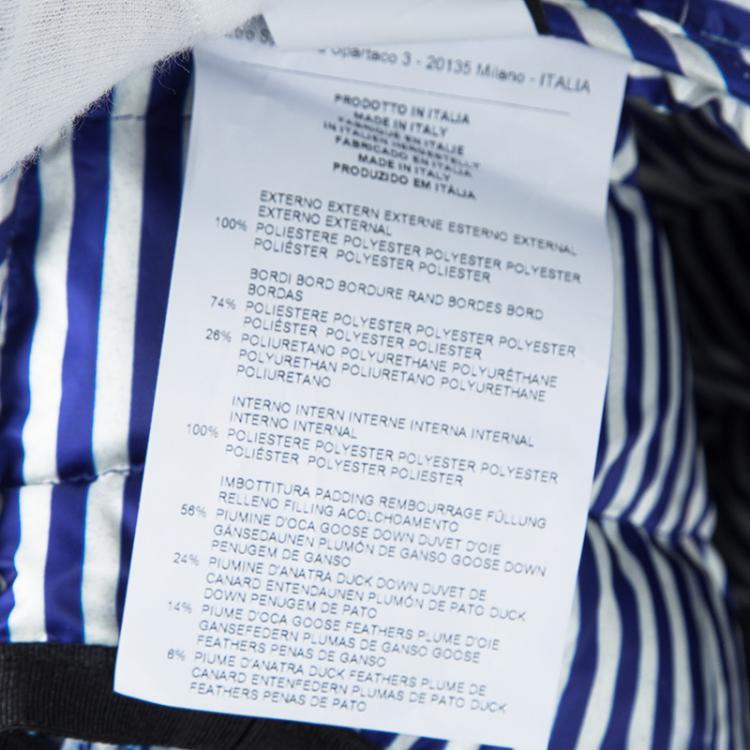 Spartaco 3 - 20135 Milano - ITALIA
PRODOTTO IN ITALIA
MADE IN ITALY
FABRIQUE EN ITALIE
IN ITALIEN HERGESTELLT
FABRICADO EN ITALIA
MADE IN ITALY
PRODUZIDO EM ITÁLIA
EXTERNO EXTERN EXTERNE ESTERNO EXTERNAL
EXTERNO EXTERNAL
100% POLIESTERE POLYESTER POLYESTER POLYESTER
POLIÉSTER POLYESTER POLIESTER
BORDI BORD BORDURE RAND BORDES BORD
BORDAS
74% POLIESTERE POLYESTER POLYESTER POLYESTER
POLIÉSTER POLYESTER POLIESTER
26% POLIURETANO POLYURETHANE POLYURÉTHANE
POLYURETHAN POLIURETANO POLYURETHANE
POLIURETANO
INTERNO INTERN INTERNE INTERNA INTERNAL
INTERNO INTERNAL
100% POLIESTERE POLYESTER POLYESTER POLYESTER
POLIÉSTER POLYESTER POLIESTER
IMBOTTITURA PADDING REMBOURRAGE FÜLLUNG
RELLENO FILLING ACOLCHOAMENTO
56% PIUMINE D'OCA GOOSE DOWN DUVET D'OIE
GÄNSEDAUNEN PLUMÓN DE GANSO GOOSE DOWN
PENUGEM DE GANSO
24% PIUMINE D'ANATRA DUCK DOWN DUVET DE
CANARD ENTENDAUNEN PLUMÓN DE PATO DUCK
DOWN PENUGEM DE PATO
14% PIUME D'OCA GOOSE FEATHERS PLUME D'OIE
GANSEFEDERN PLUMAS DE GANSO GOOSE
FEATHERS PENAS DE GANSO
6% PIUME D'ANATRA DUCK FEATHERS PLUME DE
CANARD ENTENFEDERN PLUMAS DE PATO DUCK
FEATHERS PENAS DE PATO